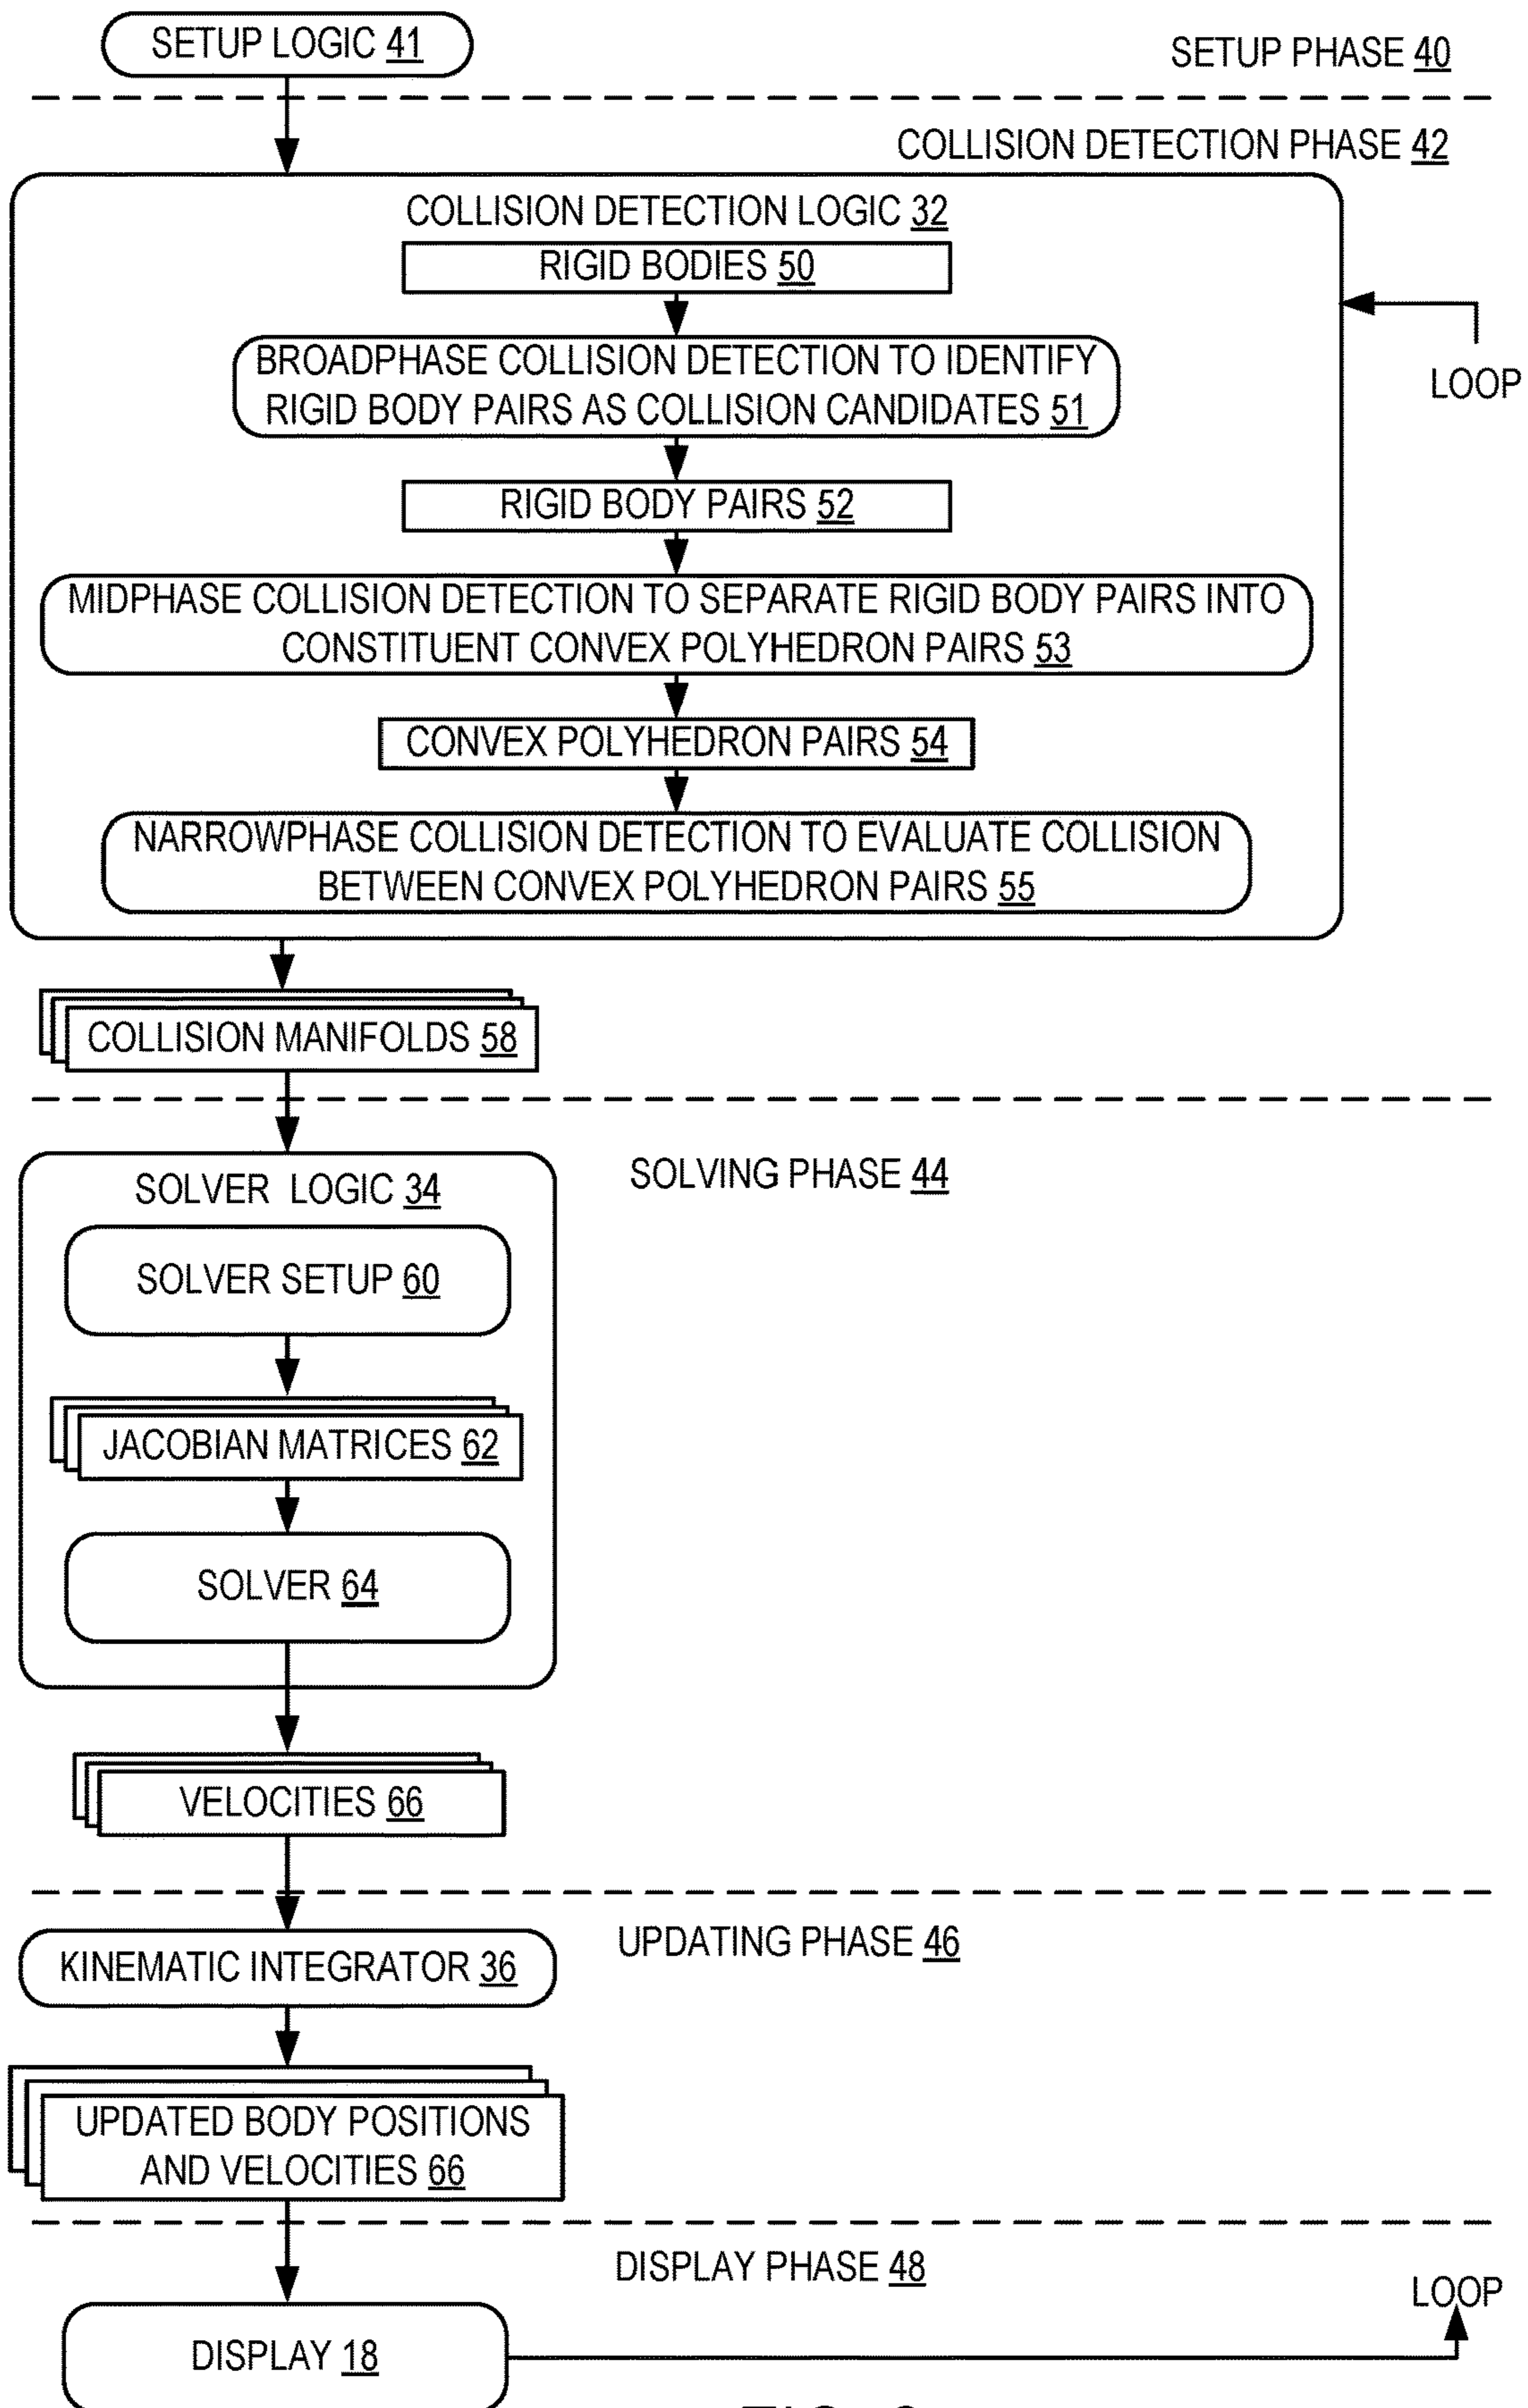 SETUP LOGIC 41
SETUP PHASE 40
COLLISION DETECTION PHASE 42
COLLISION DETECTION LOGIC 32
RIGID BODIES 50
BROADPHASE COLLISION DETECTION TO IDENTIFY
RIGID BODY PAIRS AS COLLISION CANDIDATES 51
LOOP
RIGID BODY PAIRS 52
MIDPHASE COLLISION DETECTION TO SEPARATE RIGID BODY PAIRS INTO
CONSTITUENT CONVEX POLYHEDRON PAIRS 53
CONVEX POLYHEDRON PAIRS 54
NARROWPHASE COLLISION DETECTION TO EVALUATE COLLISION
BETWEEN CONVEX POLYHEDRON PAIRS 55
COLLISION MANIFOLDS 58
SOLVING PHASE 44
SOLVER LOGIC 34
SOLVER SETUP 60
JACOBIAN MATRICES 62
SOLVER 64
VELOCITIES 66
UPDATING PHASE 46
KINEMATIC INTEGRATOR 36
UPDATED BODY POSITIONS
AND VELOCITIES 66
DISPLAY PHASE 48
LOOP
DISPLAY 18